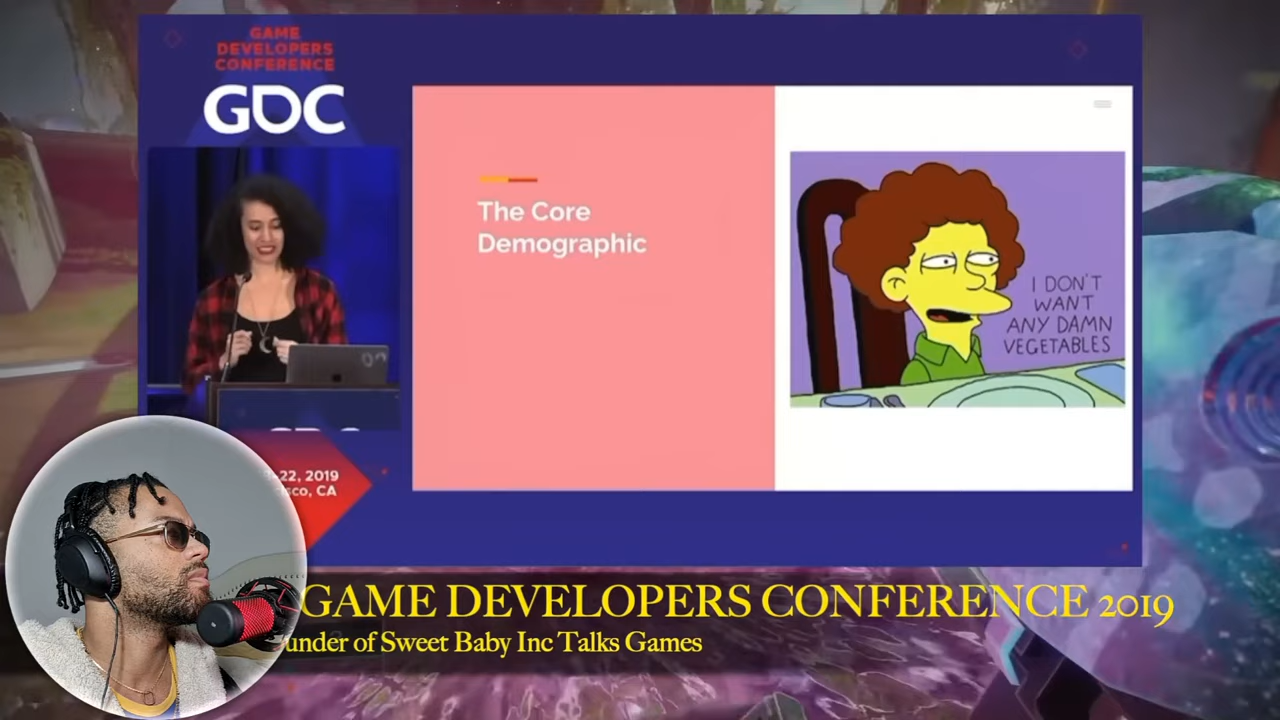 GAME
DEVELOPERS
CONFERENCE
GDC
The Core
Demographic
I DON'T
WANT
ANY DAMN
VEGETABLES
22, 2019
CA
GAME DEVELOPERS CONFERENCE 2019
of Sweet Baby Inc Talks Games